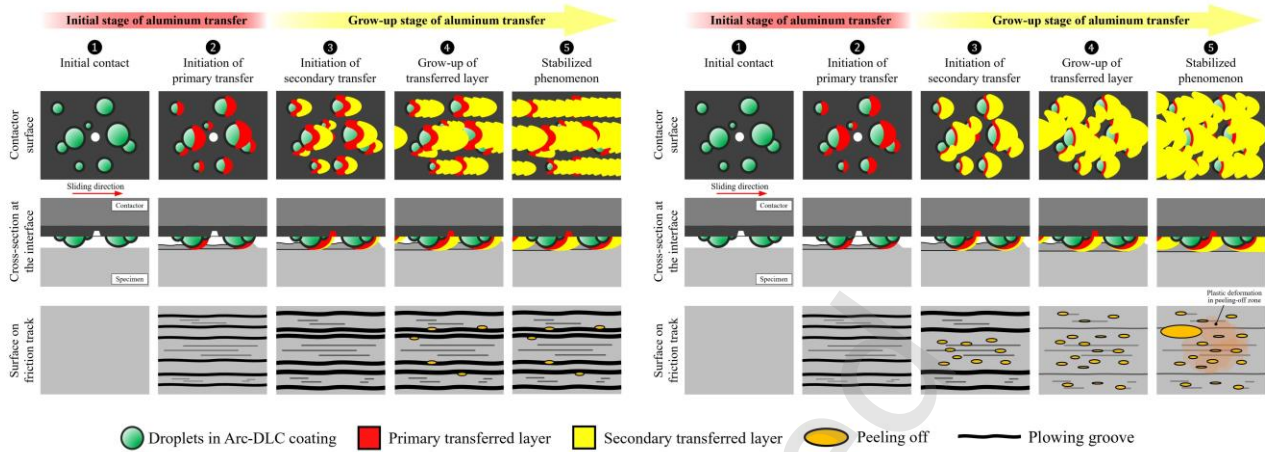 Initial stage of aluminum transfer
Grow-up stage of aluminum transfer
1
Initial contact
2
Initiation of
primary transfer
3
Initiation of
secondary transfer
4
Grow-up of
transferred layer
5
Stabilized
phenomenon
Contactor
surface
Sliding direction
Cross-section at
the interface
Contactor
Specimen
Surface on
friction track
Initial stage of aluminum transfer
Grow-up stage of aluminum transfer
1
Initial contact
2
Initiation of
primary transfer
3
Initiation of
secondary transfer
4
Grow-up of
transferred layer
5
Stabilized
phenomenon
Contactor
surface
Sliding direction
Cross-section at
the interface
Contactor
Specimen
Surface on
friction track
Plastic deformation
in peeling-off zone
Droplets in Arc-DLC coating
Primary transferred layer
Secondary transferred layer
Peeling off
Plowing groove